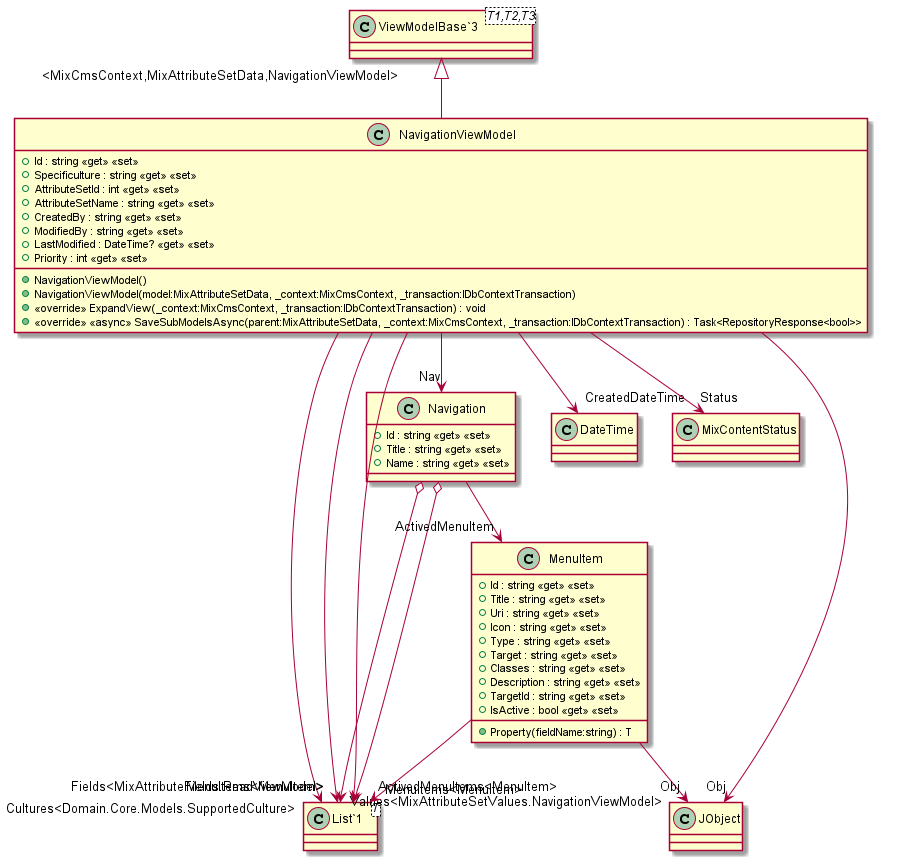 ViewModelBase`3
T1,T2,T3
<MixCmsContext,MixAttributeSetData,NavigationViewModel>
C NavigationViewModel
Id : string «get» «set»
Specificulture : string «get» «set»
AttributeSetId : int «get» «set»
AttributeSetName : string «get» «set»
CreatedBy : string «get» «set»
ModifiedBy : string «get» «set»
LastModified : DateTime? «get» «set»
Priority : int «get» «set»
NavigationViewModel()
NavigationViewModel(model:MixAttributeSetData, _context:MixCmsContext, _transaction:IDbContextTransaction)
«override» ExpandView(_context:MixCmsContext, _transaction:IDbContextTransaction) : void
«override» «async» SaveSubModelsAsync(parent:MixAttributeSetData, _context:MixCmsContext, _transaction:IDbContextTransaction) : Task<RepositoryResponse<bool>>
Nav
CreatedDateTime
Status
C Navigation
Id : string «get» «set»
Title : string «get» «set»
Name : string «get» «set»
C DateTime
C MixContentStatus
ActivedMenuItem
C MenuItem
Id : string «get» «set»
Title : string «get» «set»
Uri : string «get» «set»
Icon : string «get» «set»
Type : string «get» «set»
Target : string «get» «set»
Classes : string «get» «set»
Description : string «get» «set»
TargetId : string «get» «set»
IsActive : bool «get» «set»
Property(fieldName:string) : T
ActivedMenuItems<MenuItem>
MenuItems<MenuItem>
Obj
Obj
Values<MixAttributeSetValues.NavigationViewModel>
Cultures<Domain.Core.Models.SupportedCulture>
C List`1
T
C JObject